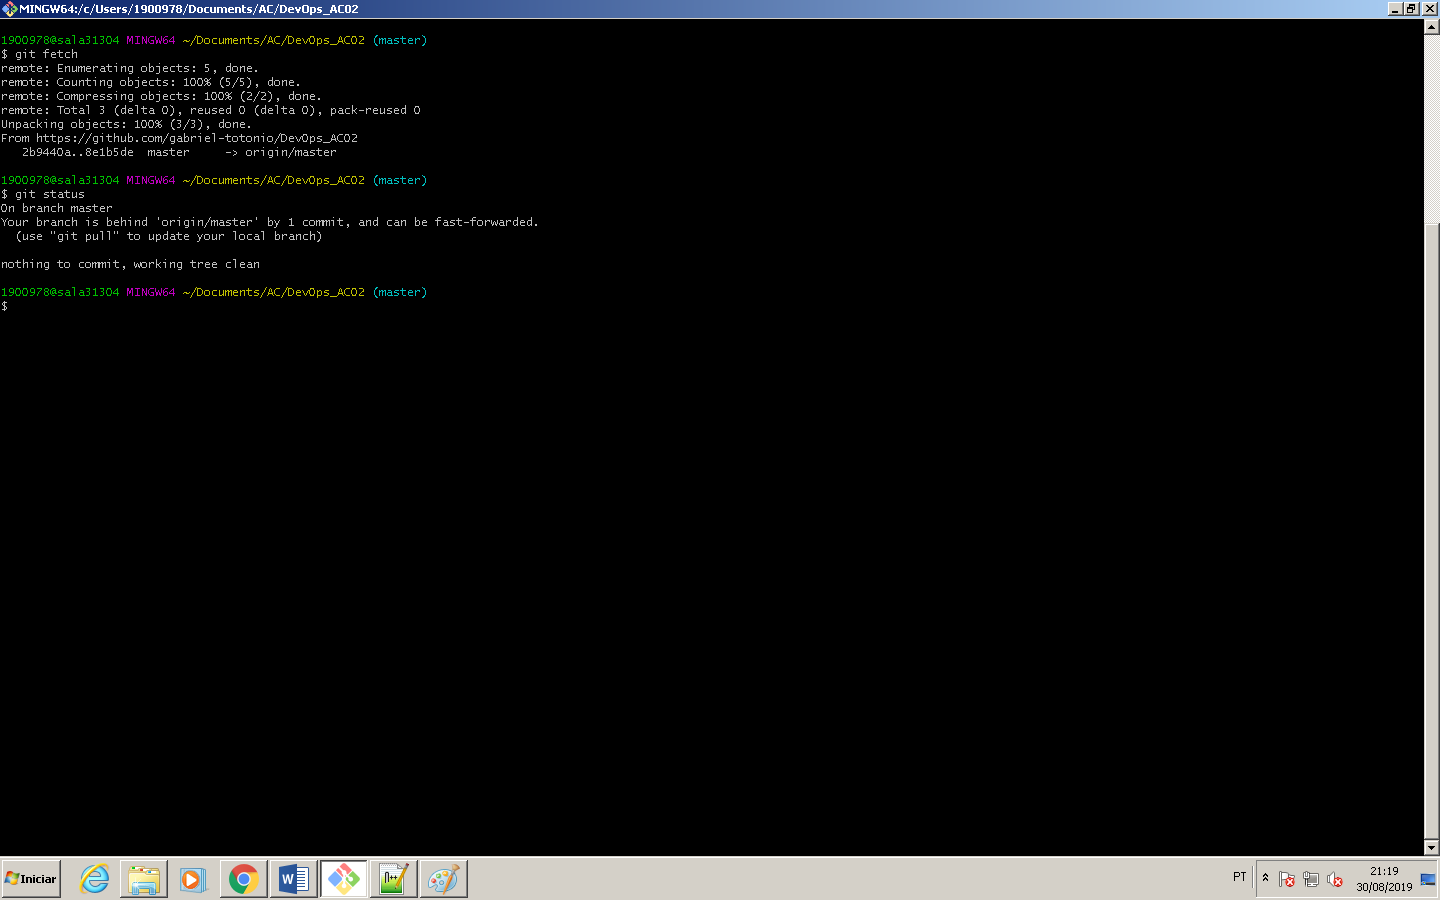 MINGW64:/c/Users/1900978/Documents/AC/DevOps_AC02
1900978@sala31304 MINGW64 ~/Documents/AC/DevOps_AC02 (master)
$ git fetch
remote: Enumerating objects: 5, done.
remote: Counting objects: 100% (5/5), done.
remote: Compressing objects: 100% (2/2), done.
remote: Total 3 (delta 0), reused 0 (delta 0), pack-reused 0
Unpacking objects: 100% (3/3), done.
From https://github.com/gabriel-totonio/DevOps_AC02
   2b9440a..8e1b5de  master     -> origin/master
1900978@sala31304 MINGW64 ~/Documents/AC/DevOps_AC02 (master)
$ git status
On branch master
Your branch is behind 'origin/master' by 1 commit, and can be fast-forwarded.
  (use "git pull" to update your local branch)
nothing to commit, working tree clean
1900978@sala31304 MINGW64 ~/Documents/AC/DevOps_AC02 (master)
$
Iniciar
PT
21:19
30/08/2019